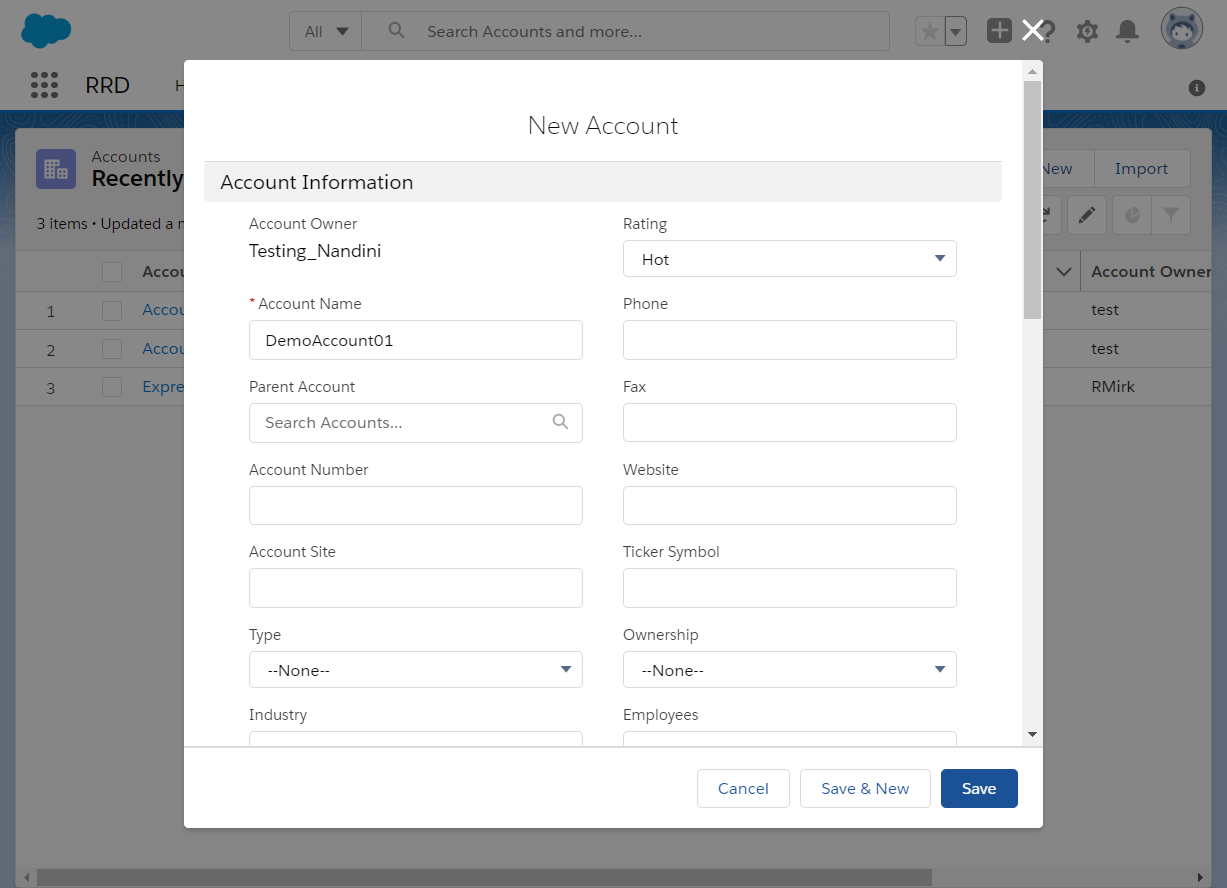 All
Search Accounts and more...
RRD
H
New Account
Account Information
Account Owner
Testing_Nandini
Rating
Hot
* Account Name
DemoAccount01
Phone
Parent Account
Search Accounts...
Fax
Account Number
Website
Account Site
Ticker Symbol
Type
--None--
Ownership
--None--
Industry
Employees
Cancel
Save & New
Save
Accounts
Recently
New
Import
3 items • Updated a
Accou
Account Owner
1
Accou
test
2
Accou
test
3
Expre
RMirk